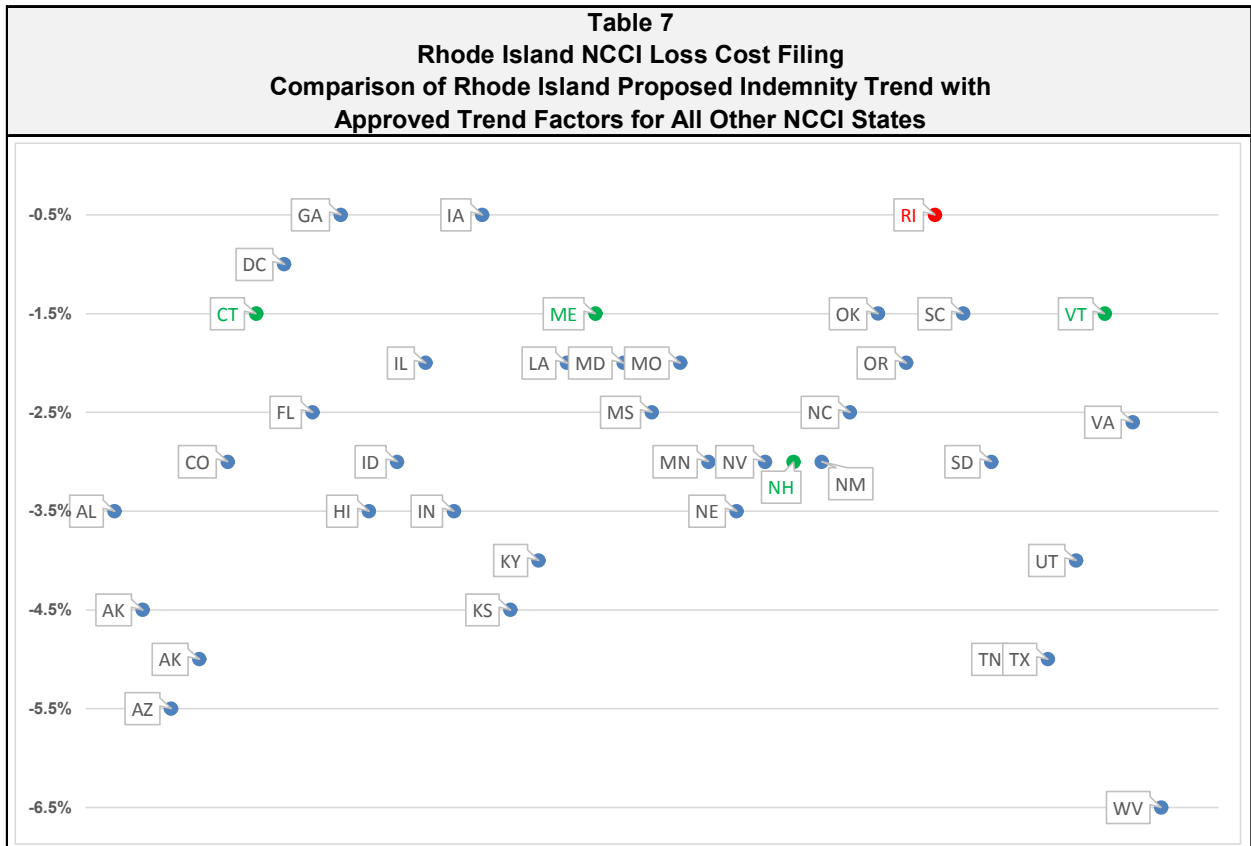 Table 7
Rhode Island NCCI Loss Cost Filing
Comparison of Rhode Island Proposed Indemnity Trend with
Approved Trend Factors for All Other NCCI States
-0.5%
GA
IA
RI
DC
-1.5%
CT
ME
OK
SC
VT
IL
LA
MD
MO
OR
-2.5%
FL
MS
NC
VA
CO
ID
MN
NV
NH
NM
SD
-3.5%
AL
HI
IN
NE
KY
UT
-4.5%
AK
KS
AK
TN
TX
-5.5%
AZ
-6.5%
WV